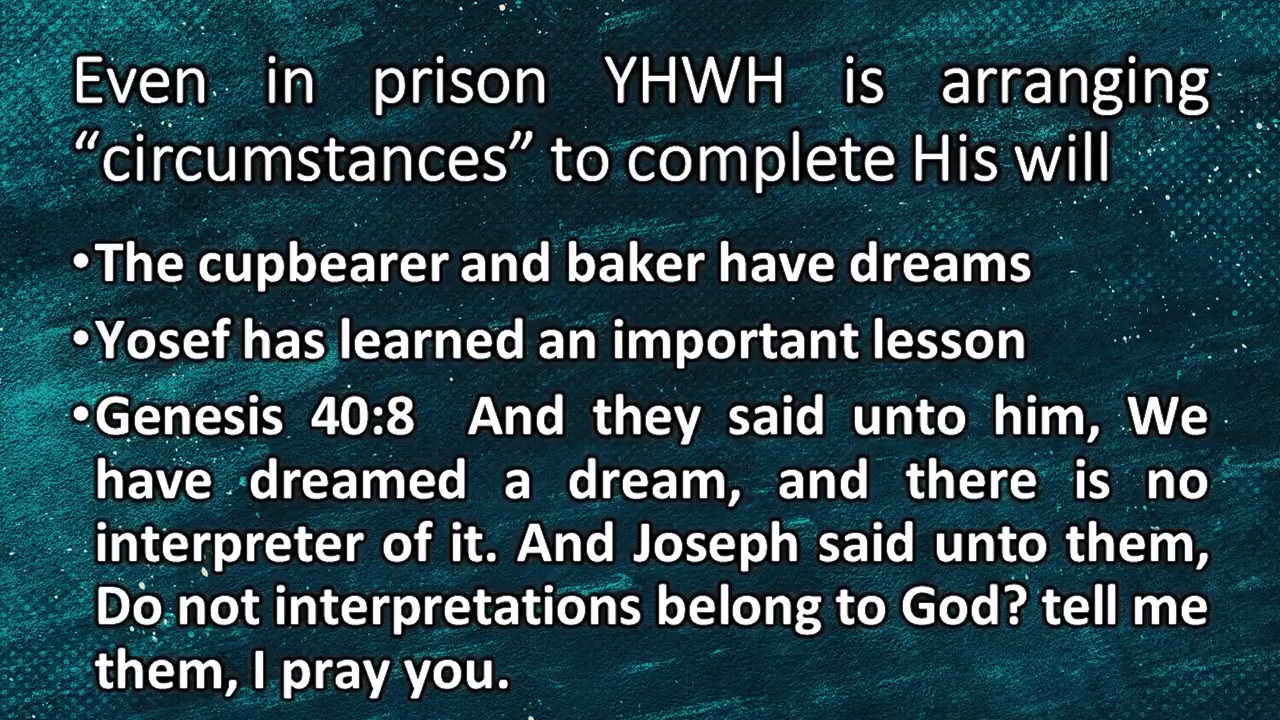 Even in prison YHWH is arranging
“circumstances” to complete His will
•The cupbearer and baker have dreams
•Yosef has learned an important lesson
•Genesis 40:8 And they said unto him, We
have dreamed a dream, and there is no
interpreter of it. And Joseph said unto them,
Do not interpretations belong to God? tell me
them, I pray you.